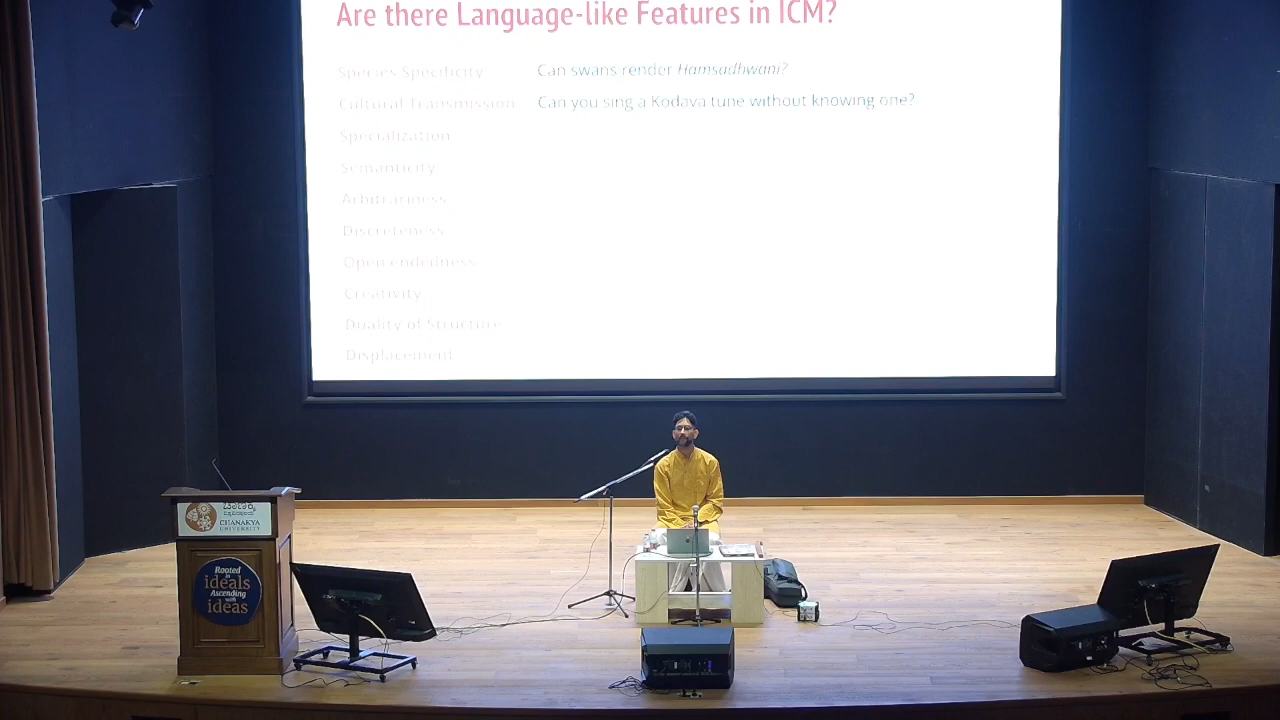 Are there Language-like Features in ICM?
Species Specificity Can swans render Hamsadhwani?
Cultural Transmission Can you sing a Kodava tune without knowing one?
Specialization
Semanticity
Arbitrariness
Discreteness
Open endedness
Creativity
Duality of Structure
Displacement
CHANAKYA
UNIVERSITY
Rooted
in
ideals
Ascending
with
ideas